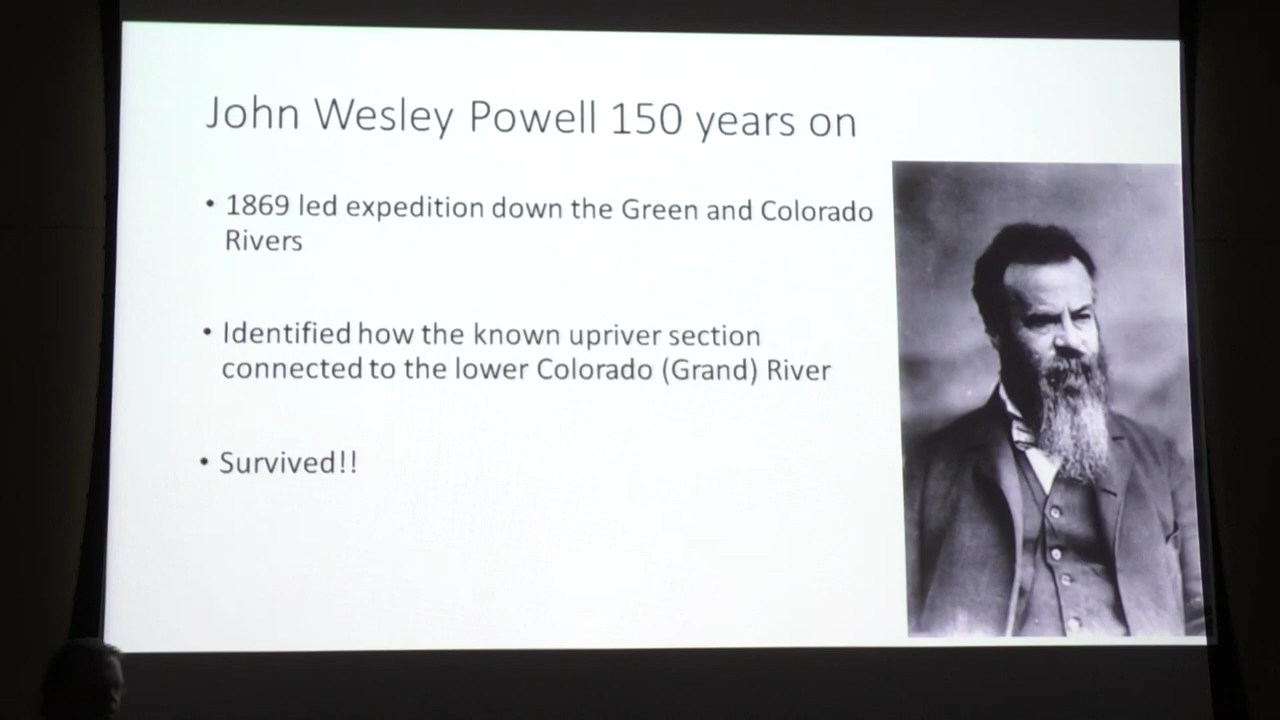 John Wesley Powell 150 years on
• 1869 led expedition down the Green and Colorado
Rivers
• Identified how the known upriver section
connected to the lower Colorado (Grand) River
• Survived!!